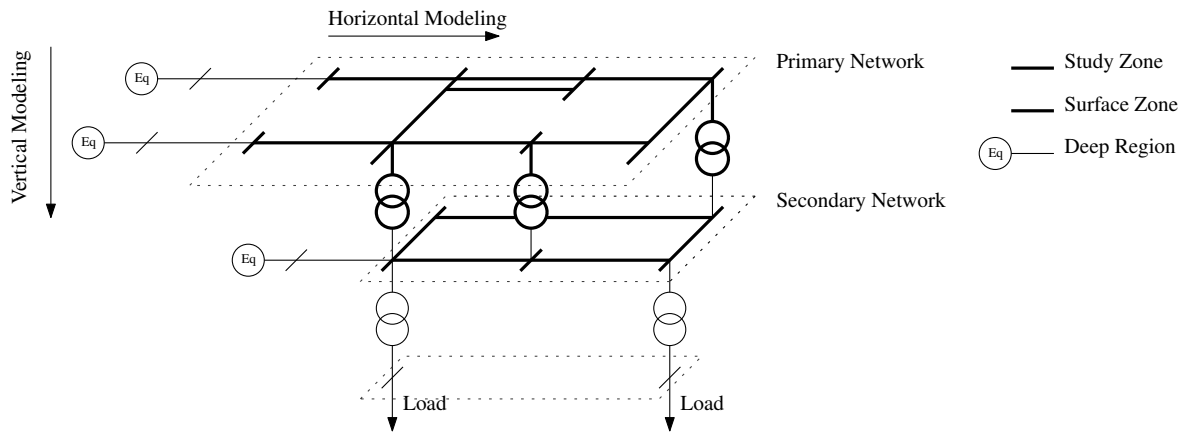 Horizontal Modeling
Vertical Modeling
Primary Network
Study Zone
Eq
Surface Zone
Eq
Eq
Deep Region
Secondary Network
Eq
Load
Load